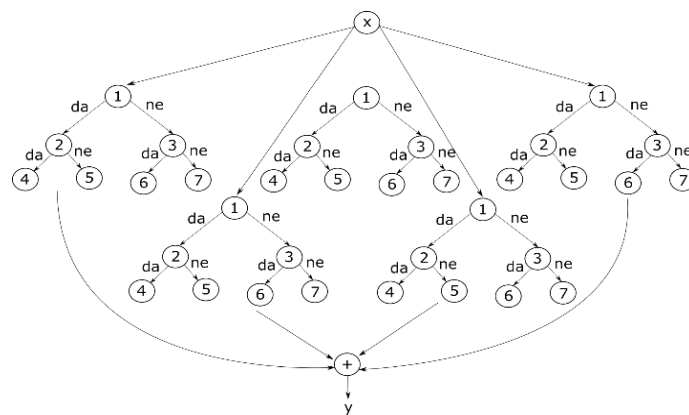 x
1 1 1
da ne da ne da ne
2 3 2 3 2 3
da ne da ne da ne da ne da ne da ne
4 5 6 7 4 5 6 7 4 5 6 7
1 1
da ne da ne
2 3 2 3
da ne da ne da ne da ne
4 5 6 7 4 5 6 7
+
y